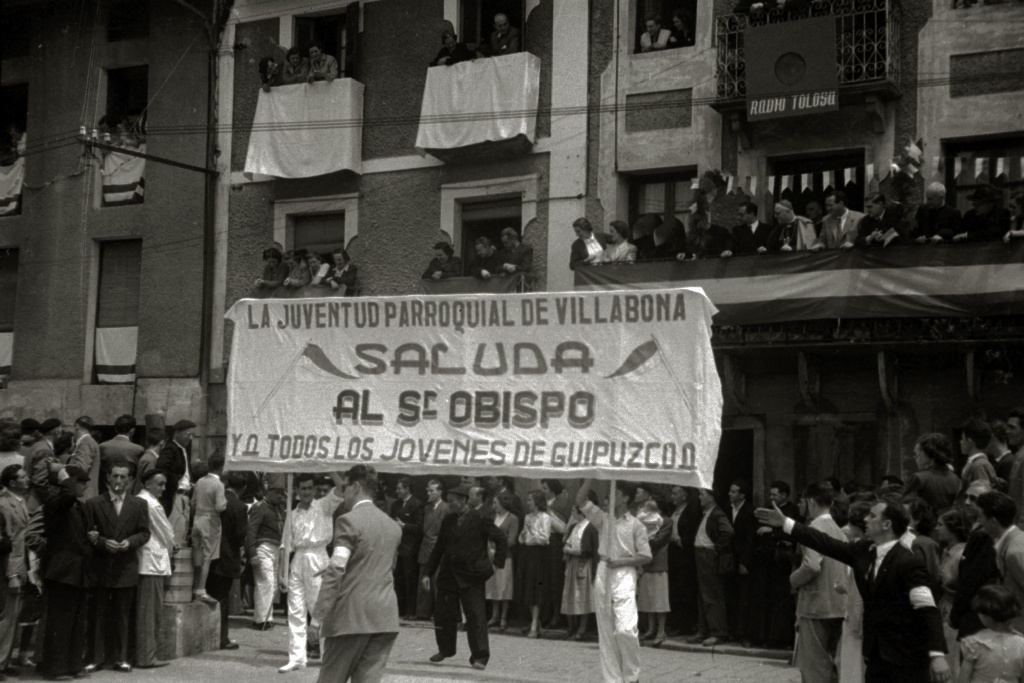 RADIO TOLOSA
LA JUVENTUD PARROQUIAL DE VILLABONA
SALUDA
AL Sr OBISPO
Y A TODOS LOS JOVENES DE GUIPUZCOA